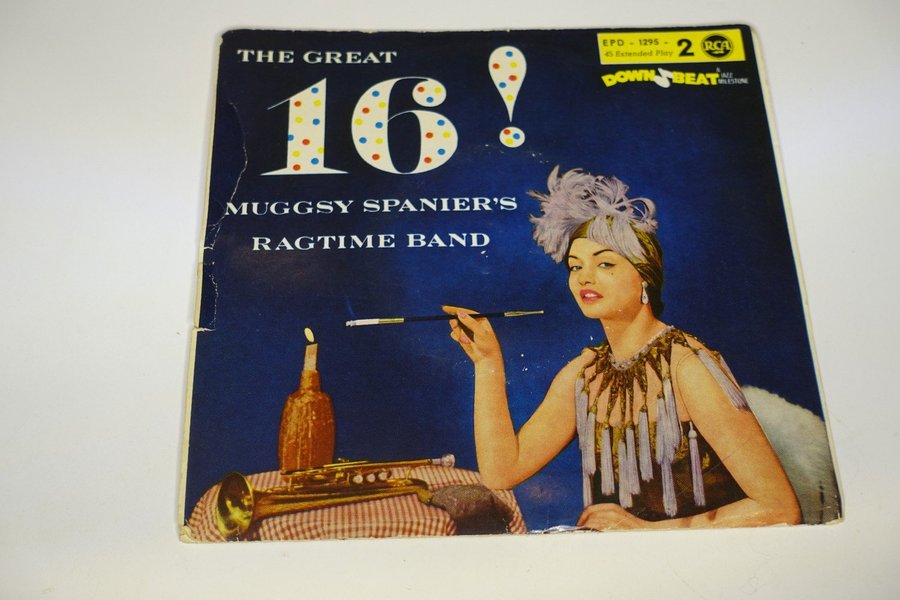 THE GREAT
16!
MUGGSY SPANIER'S
RAGTIME BAND
EPD - 1295 - 2
45 Extended Play
RCA
DOWN BEAT
A JAZZ MILESTONE